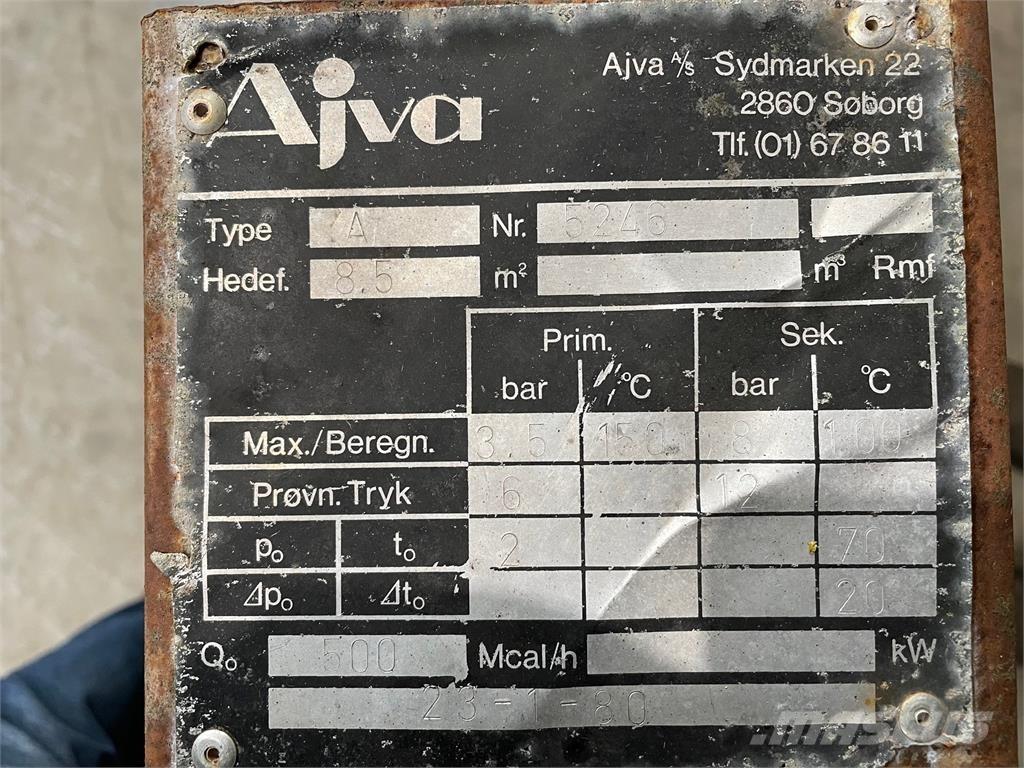 Ajva
Ajva A/S Sydmarken 22
2860 Søborg
Tlf. (01) 67 86 11
Type A Nr. 5246
Hedef. 8.5 m² m³ Rmf
Prim. Sek.
bar °C bar °C
Max./Beregn. 3.5 150 8 100
Prøvn. Tryk 6 12
p₀ t₀ 2 70
Δp₀ Δt₀ 20
Q₀ 500 Mcal/h kW
23-1-80
MASCUS